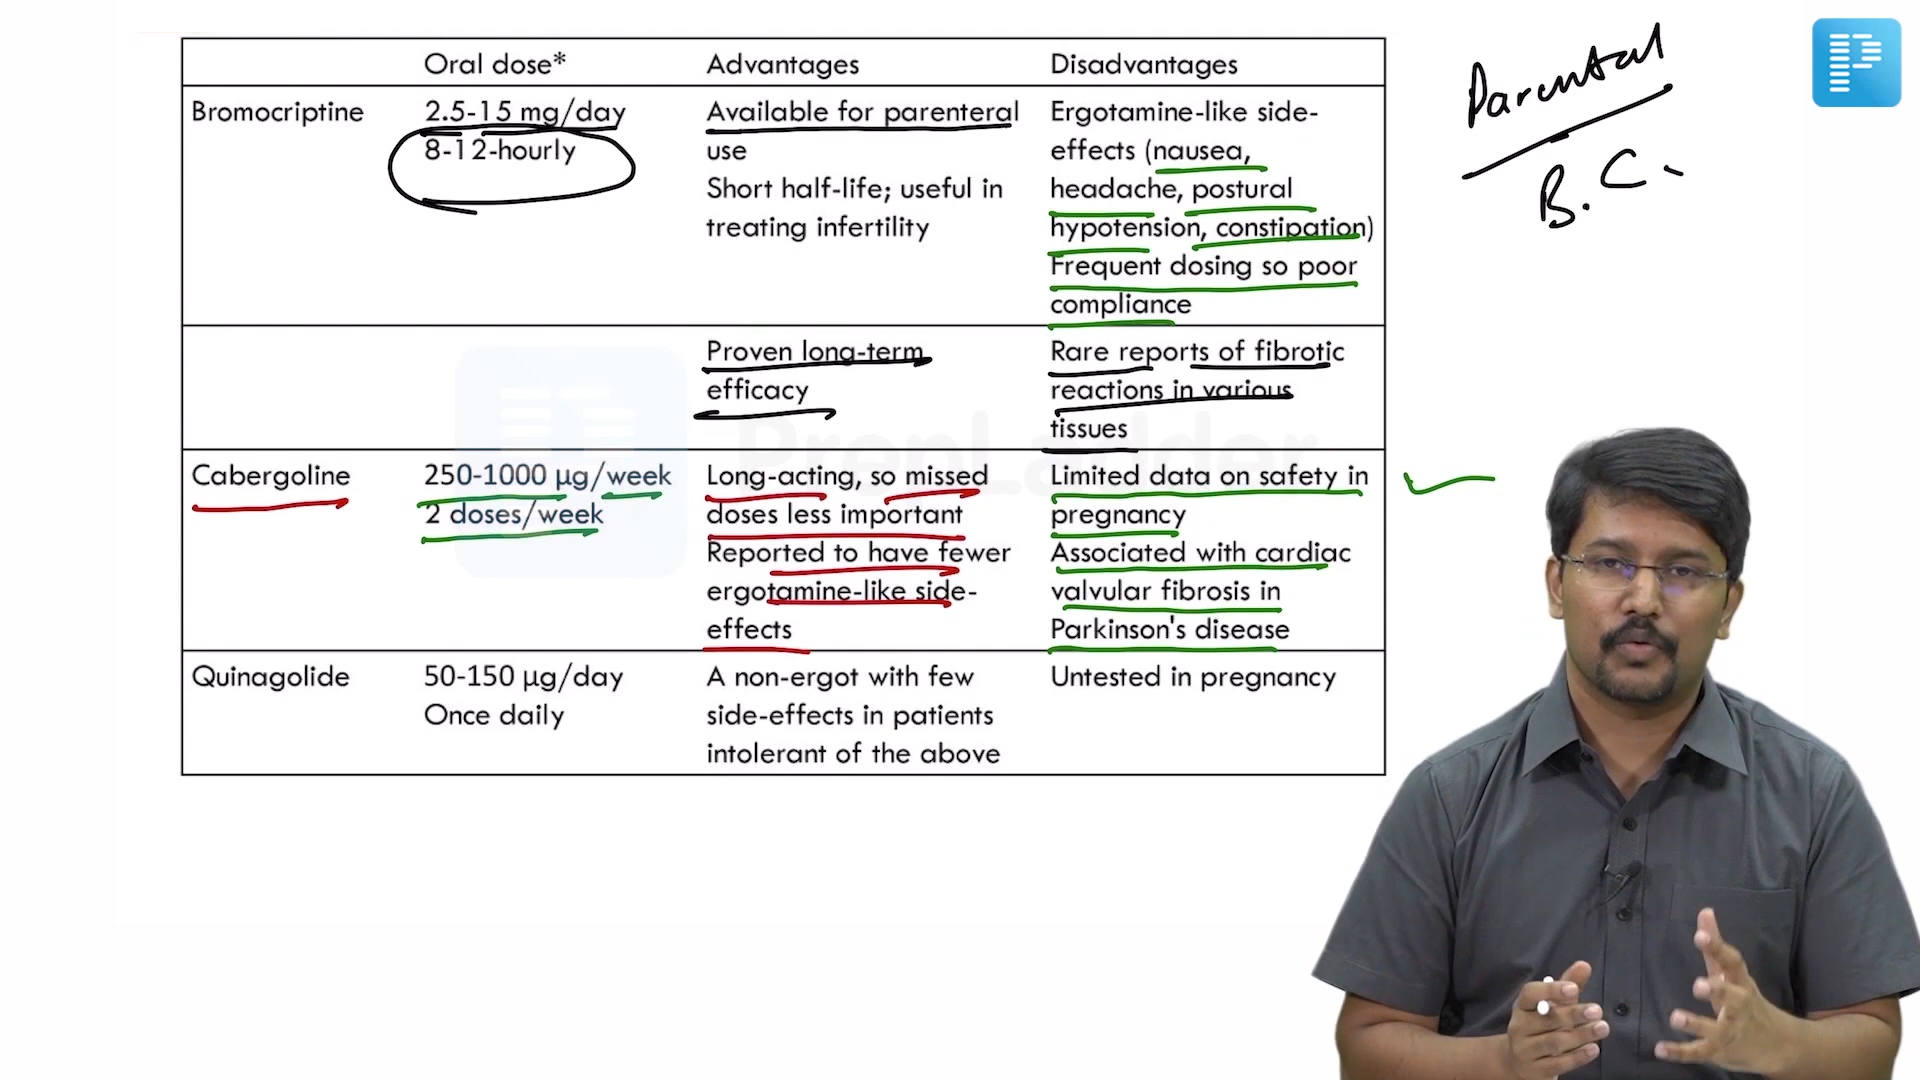 Oral dose* Advantages Disadvantages
Bromocriptine 2.5-15 mg/day Available for parenteral Ergotamine-like side-
8-12-hourly use effects (nausea,
Short half-life; useful in headache, postural
treating infertility hypotension, constipation)
Frequent dosing so poor
compliance
Proven long-term Rare reports of fibrotic
efficacy reactions in various
tissues
Cabergoline 250-1000 µg/week Long-acting, so missed Limited data on safety in
2 doses/week doses less important pregnancy
Reported to have fewer Associated with cardiac
ergotamine-like side- valvular fibrosis in
effects Parkinson's disease
Quinagolide 50-150 µg/day A non-ergot with few Untested in pregnancy
Once daily side-effects in patients
intolerant of the above
Parental
B.C.
PrepLadder